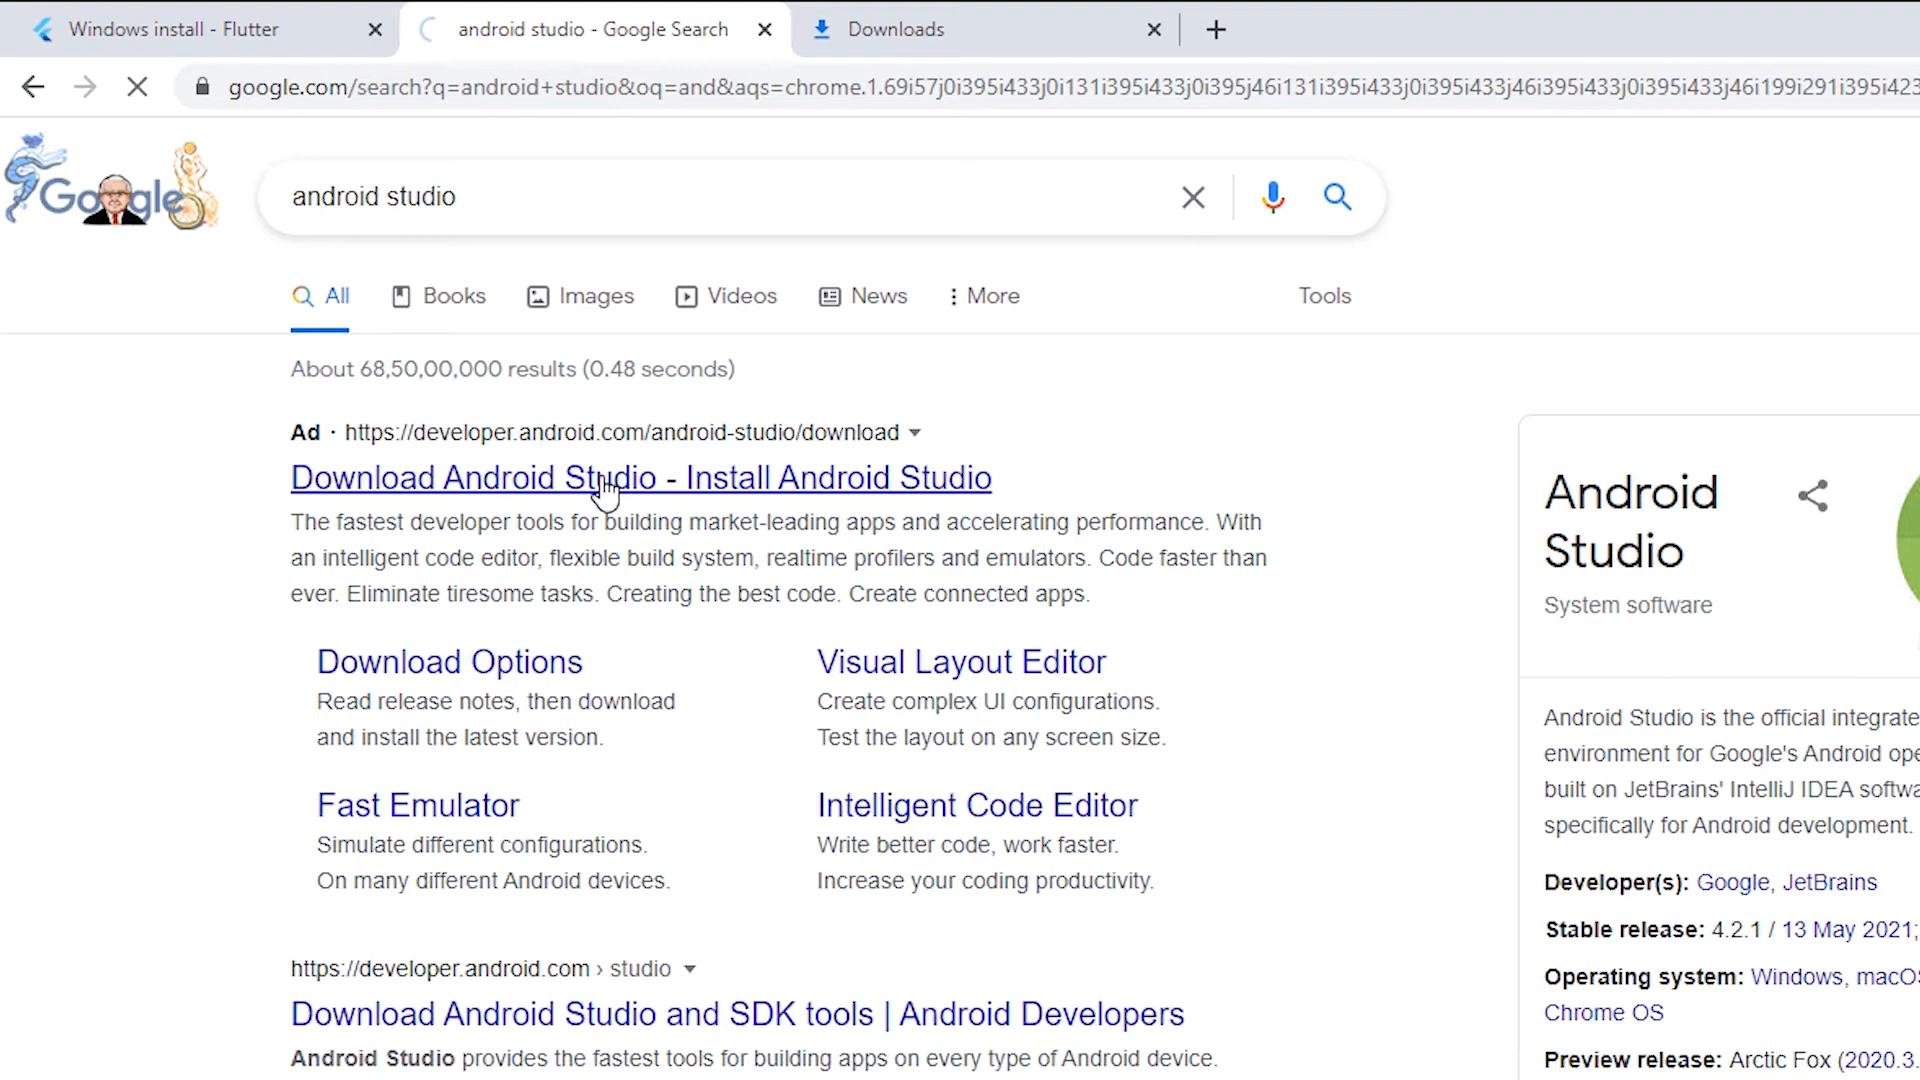 Windows install - Flutter
android studio - Google Search
Downloads
google.com/search?q=android+studio&oq=and&aqs=chrome.1.69i57j0i395i433j0i131i395i433j0i395j46i131i395i433j0i395i433j46i395i433j0i395i433j46i199i291i395i423
Google
android studio
All
Books
Images
Videos
News
More
Tools
About 68,50,00,000 results (0.48 seconds)
Ad · https://developer.android.com/android-studio/download
Download Android Studio - Install Android Studio
The fastest developer tools for building market-leading apps and accelerating performance. With
an intelligent code editor, flexible build system, realtime profilers and emulators. Code faster than
ever. Eliminate tiresome tasks. Creating the best code. Create connected apps.
Download Options
Read release notes, then download
and install the latest version.
Visual Layout Editor
Create complex UI configurations.
Test the layout on any screen size.
Fast Emulator
Simulate different configurations.
On many different Android devices.
Intelligent Code Editor
Write better code, work faster.
Increase your coding productivity.
https://developer.android.com › studio
Download Android Studio and SDK tools | Android Developers
Android Studio provides the fastest tools for building apps on every type of Android device.
Android
Studio
System software
Android Studio is the official integrate
environment for Google's Android ope
built on JetBrains' IntelliJ IDEA softwa
specifically for Android development.
Developer(s): Google, JetBrains
Stable release: 4.2.1 / 13 May 2021;
Operating system: Windows, macOS
Chrome OS
Preview release: Arctic Fox (2020.3.